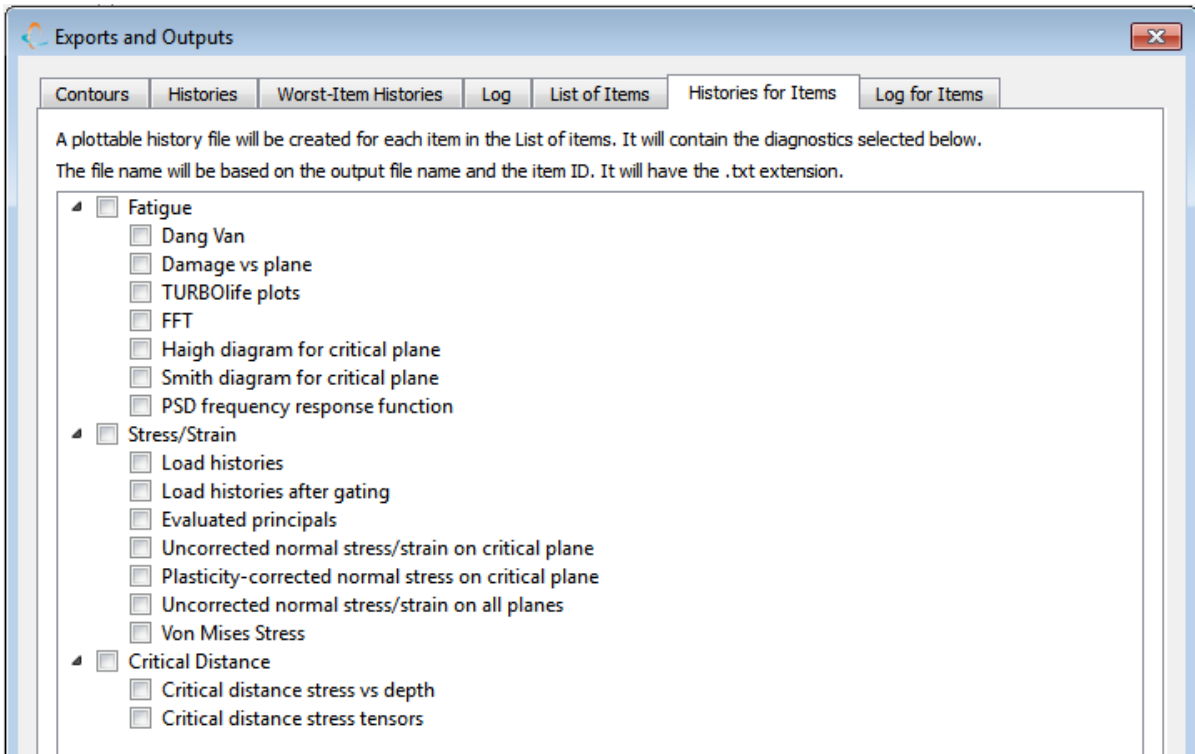 Exports and Outputs
Contours Histories Worst-Item Histories Log List of Items Histories for Items Log for Items
A plottable history file will be created for each item in the List of items. It will contain the diagnostics selected below.
The file name will be based on the output file name and the item ID. It will have the .txt extension.
Fatigue
Dang Van
Damage vs plane
TURBOlife plots
FFT
Haigh diagram for critical plane
Smith diagram for critical plane
PSD frequency response function
Stress/Strain
Load histories
Load histories after gating
Evaluated principals
Uncorrected normal stress/strain on critical plane
Plasticity-corrected normal stress on critical plane
Uncorrected normal stress/strain on all planes
Von Mises Stress
Critical Distance
Critical distance stress vs depth
Critical distance stress tensors